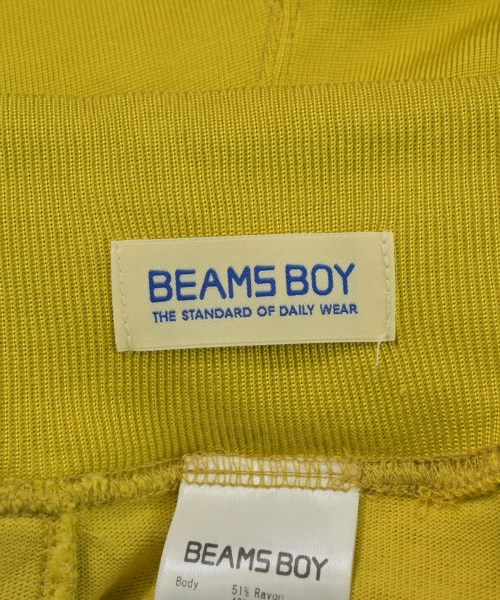 BEAMS BOY
THE STANDARD OF DAILY WEAR
BEAMS BOY
Body 51% Rayon